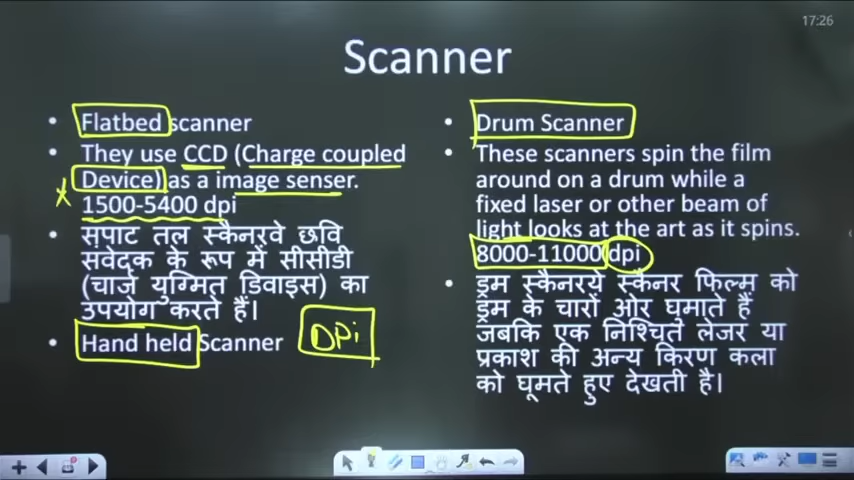 17:26
Scanner
• Flatbed scanner
• They use CCD (Charge coupled
Device) as a image senser.
1500-5400 dpi
• सपाट तल स्कैनरवे छवि
संवेदक के रूप में सीसीडी
(चार्ज युग्मित डिवाइस) का
उपयोग करते हैं।
• Hand held Scanner
DPi
• Drum Scanner
• These scanners spin the film
around on a drum while a
fixed laser or other beam of
light looks at the art as it spins.
8000-11000 dpi
• ड्रम स्कैनरये स्कैनर फिल्म को
ड्रम के चारों ओर घुमाते हैं
जबकि एक निश्चित लेजर या
प्रकाश की अन्य किरण कला
को घूमते हुए देखती है।